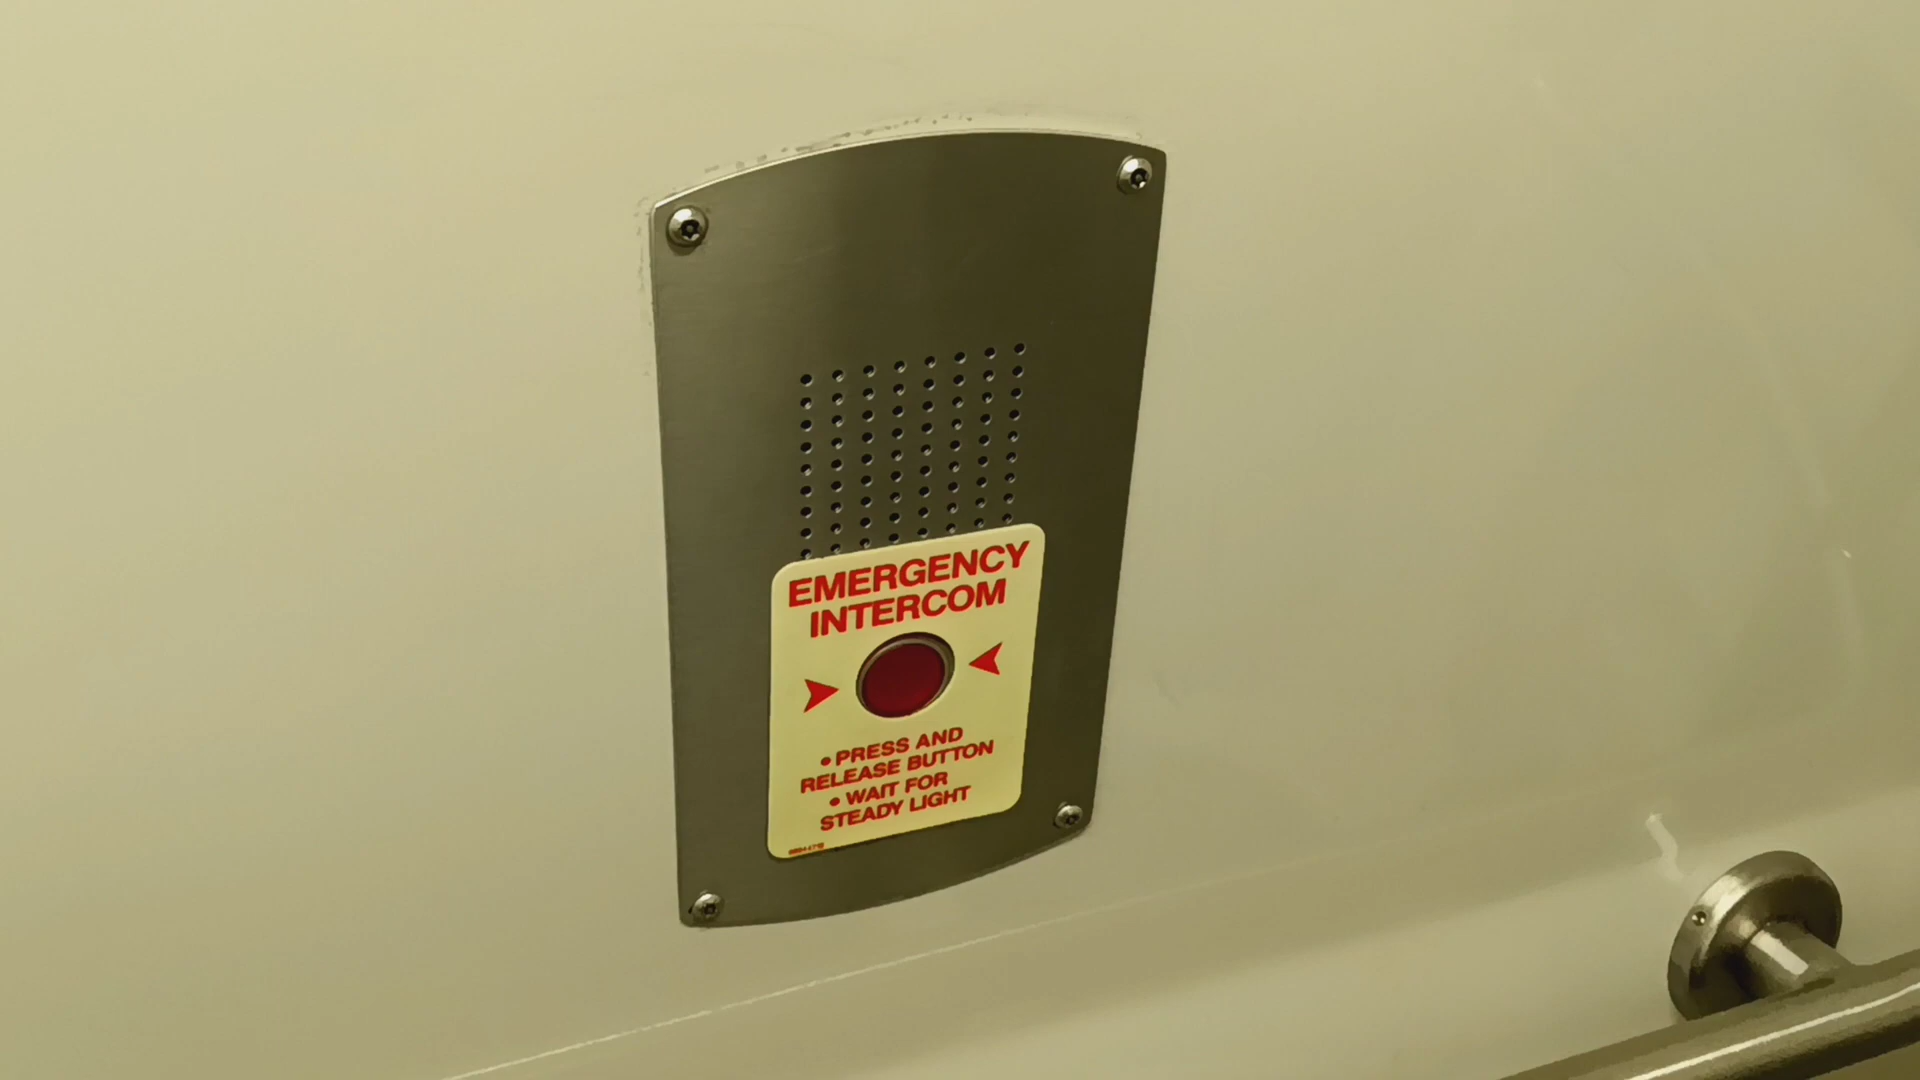 EMERGENCY
INTERCOM
• PRESS AND
RELEASE BUTTON
• WAIT FOR
STEADY LIGHT